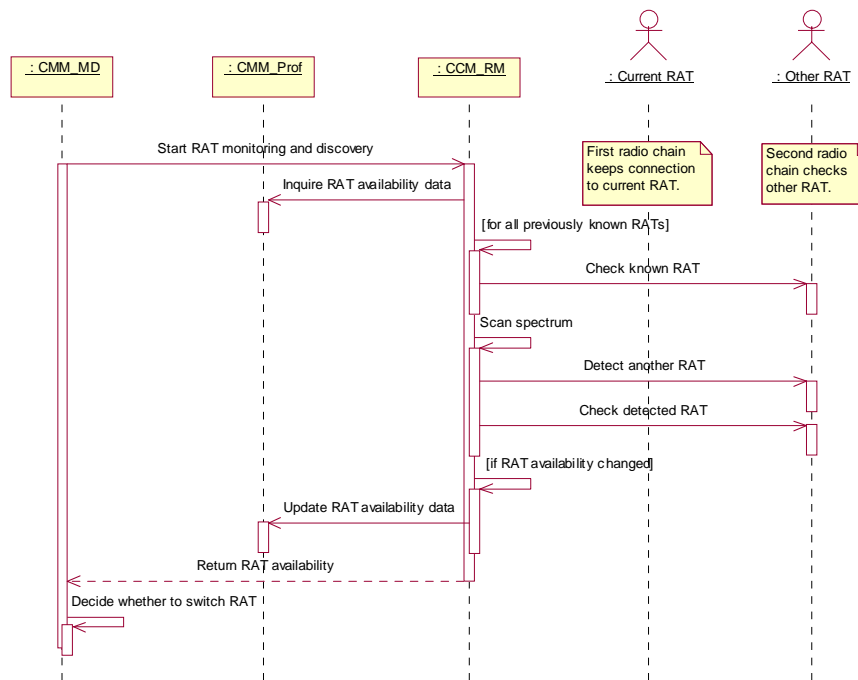 : CMM_MD
: CMM_Prof
: CCM_RM
: Current RAT
: Other RAT
First radio chain
keeps connection
to current RAT.
Second radio
chain checks
other RAT.
Start RAT monitoring and discovery
Inquire RAT availability data
[for all previously known RATs]
Check known RAT
Scan spectrum
Detect another RAT
Check detected RAT
[if RAT availability changed]
Update RAT availability data
Return RAT availability
Decide whether to switch RAT